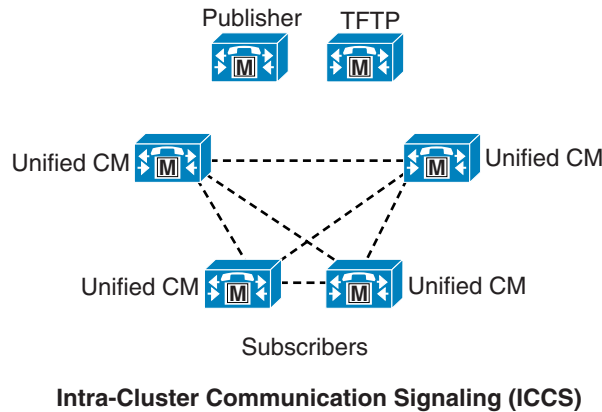 Publisher TFTP
M M
Unified CM M M Unified CM
Unified CM M M Unified CM
Subscribers
Intra-Cluster Communication Signaling (ICCS)